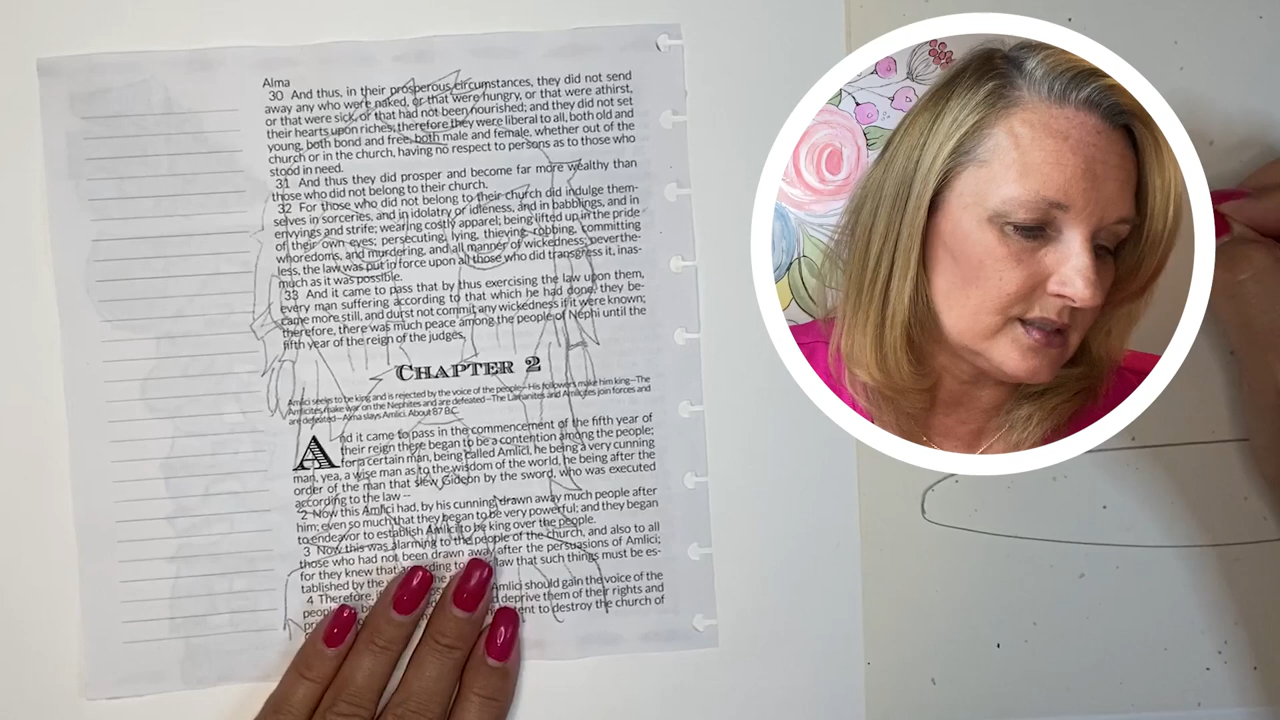 Alma
30 And thus, in their prosperous circumstances, they did not send
away any who were naked, or that were hungry, or that were athirst,
or that were sick, or that had not been nourished; and they did not set
their hearts upon riches; therefore they were liberal to all, both old and
young, both bond and free, both male and female, whether out of the
church or in the church, having no respect to persons as to those who
stood in need.
31 And thus they did prosper and become far more wealthy than
those who did not belong to their church.
32 For those who did not belong to their church did indulge them-
selves in sorceries, and in idolatry or idleness, and in babblings, and in
envyings and strife; wearing costly apparel; being lifted up in the pride
of their own eyes; persecuting, lying, thieving, robbing, committing
whoredoms, and murdering, and all manner of wickedness; neverthe-
less, the law was put in force upon all those who did transgress it, inas-
much as it was possible.
33 And it came to pass that by thus exercising the law upon them,
every man suffering according to that which he had done, they be-
came more still, and durst not commit any wickedness if it were known;
therefore, there was much peace among the people of Nephi until the
fifth year of the reign of the judges.
CHAPTER 2
Amlici seeks to be king and is rejected by the voice of the people--His followers make him king--The
Amlicites make war on the Nephites and are defeated--The Lamanites and Amlicites join forces and
are defeated--Alma slays Amlici. About 87 B.C.
And it came to pass in the commencement of the fifth year of
their reign there began to be a contention among the people;
for a certain man, being called Amlici, he being a very cunning
man, yea, a wise man as to the wisdom of the world, he being after the
order of the man that slew Gideon by the sword, who was executed
according to the law --
2 Now this Amlici had, by his cunning, drawn away much people after
him; even so much that they began to be very powerful; and they began
to endeavor to establish Amlici to be king over the people.
3 Now this was alarming to the people of the church, and also to all
those who had not been drawn away after the persuasions of Amlici;
for they knew that according to law that such things must be es-
tablished by the
4 Therefore, Amlici should gain the voice of the
deprive them of their rights and
to destroy the church of